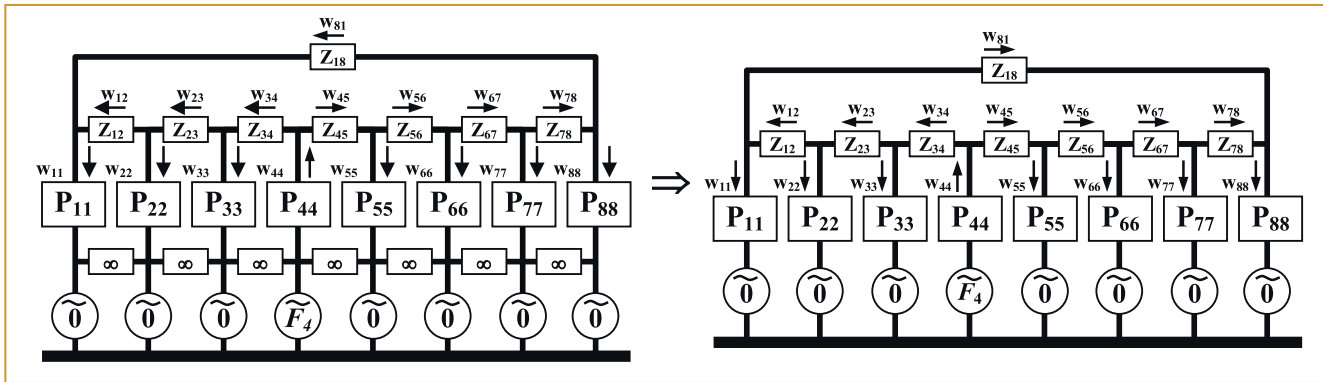 w₈₁
Z₁₈
w₁₂ w₂₃ w₃₄ w₄₅ w₅₆ w₆₇ w₇₈
Z₁₂ Z₂₃ Z₃₄ Z₄₅ Z₅₆ Z₆₇ Z₇₈
w₁₁ w₂₂ w₃₃ w₄₄ w₅₅ w₆₆ w₇₇ w₈₈
P₁₁ P₂₂ P₃₃ P₄₄ P₅₅ P₆₆ P₇₇ P₈₈
∞ ∞ ∞ ∞ ∞ ∞ ∞
0̃ 0̃ 0̃ F̃₄ 0̃ 0̃ 0̃ 0̃
⇒
w₈₁
Z₁₈
w₁₂ w₂₃ w₃₄ w₄₅ w₅₆ w₆₇ w₇₈
Z₁₂ Z₂₃ Z₃₄ Z₄₅ Z₅₆ Z₆₇ Z₇₈
w₁₁ w₂₂ w₃₃ w₄₄ w₅₅ w₆₆ w₇₇ w₈₈
P₁₁ P₂₂ P₃₃ P₄₄ P₅₅ P₆₆ P₇₇ P₈₈
0̃ 0̃ 0̃ F̃₄ 0̃ 0̃ 0̃ 0̃